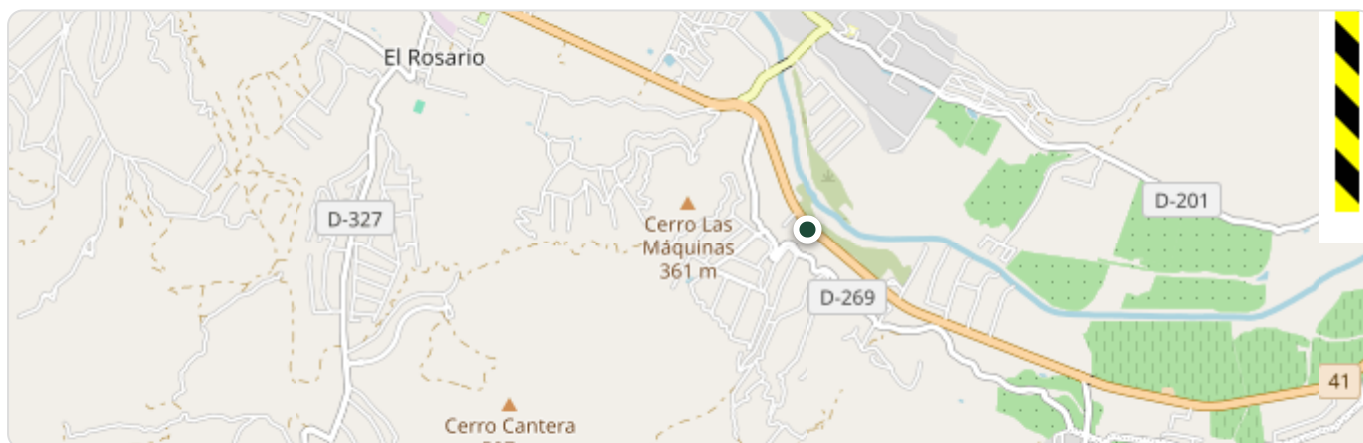 El Rosario
D-201
D-327
Cerro Las
Máquinas
361 m
D-269
41
Cerro Cantera